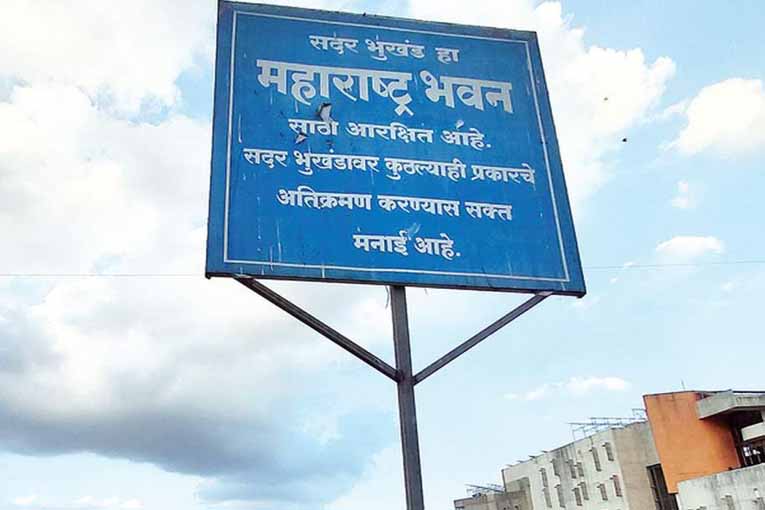 सदर भुखंड हा
महाराष्ट्र भवन
साठी आरक्षित आहे.
सदर भुखंडावर कुठल्याही प्रकारचे
अतिक्रमण करण्यास सक्त
मनाई आहे.